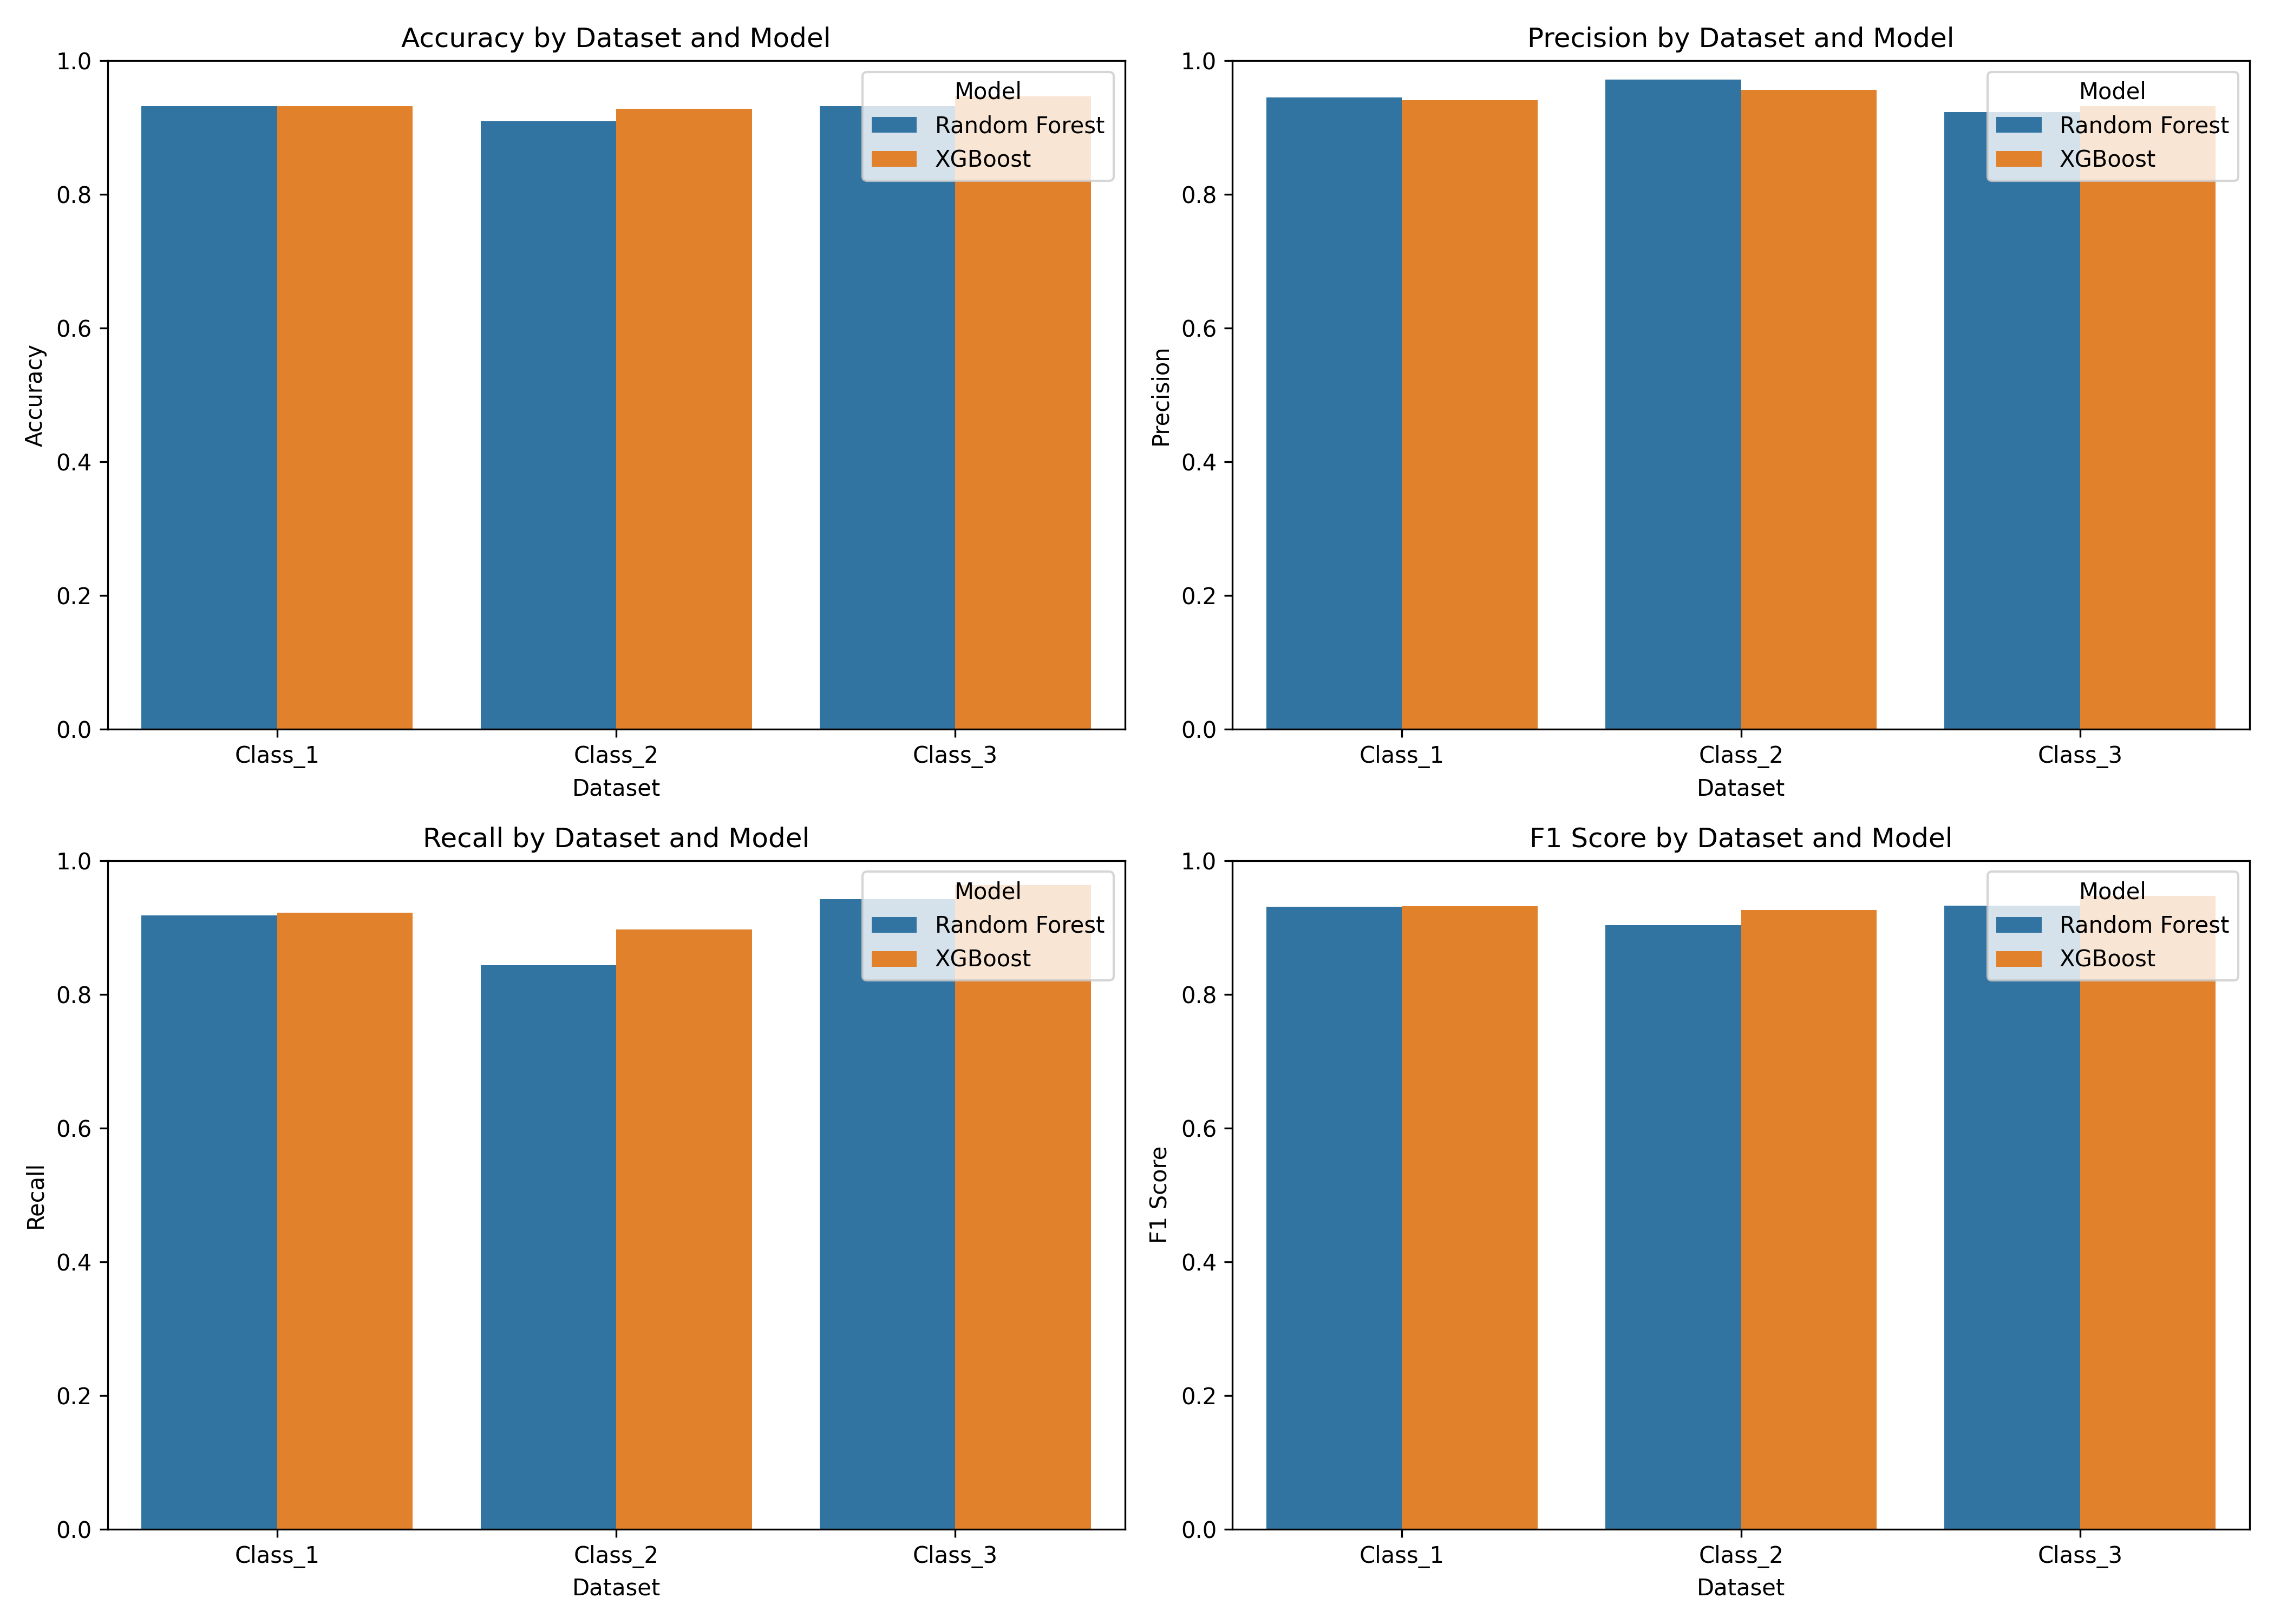 Accuracy by Dataset and Model
1.0
0.8
0.6
0.4
0.2
0.0
Accuracy
Model
Random Forest
XGBoost
Class_1
Class_2
Class_3
Dataset
Precision by Dataset and Model
1.0
0.8
0.6
0.4
0.2
0.0
Precision
Model
Random Forest
XGBoost
Class_1
Class_2
Class_3
Dataset
Recall by Dataset and Model
1.0
0.8
0.6
0.4
0.2
0.0
Recall
Model
Random Forest
XGBoost
Class_1
Class_2
Class_3
Dataset
F1 Score by Dataset and Model
1.0
0.8
0.6
0.4
0.2
0.0
F1 Score
Model
Random Forest
XGBoost
Class_1
Class_2
Class_3
Dataset